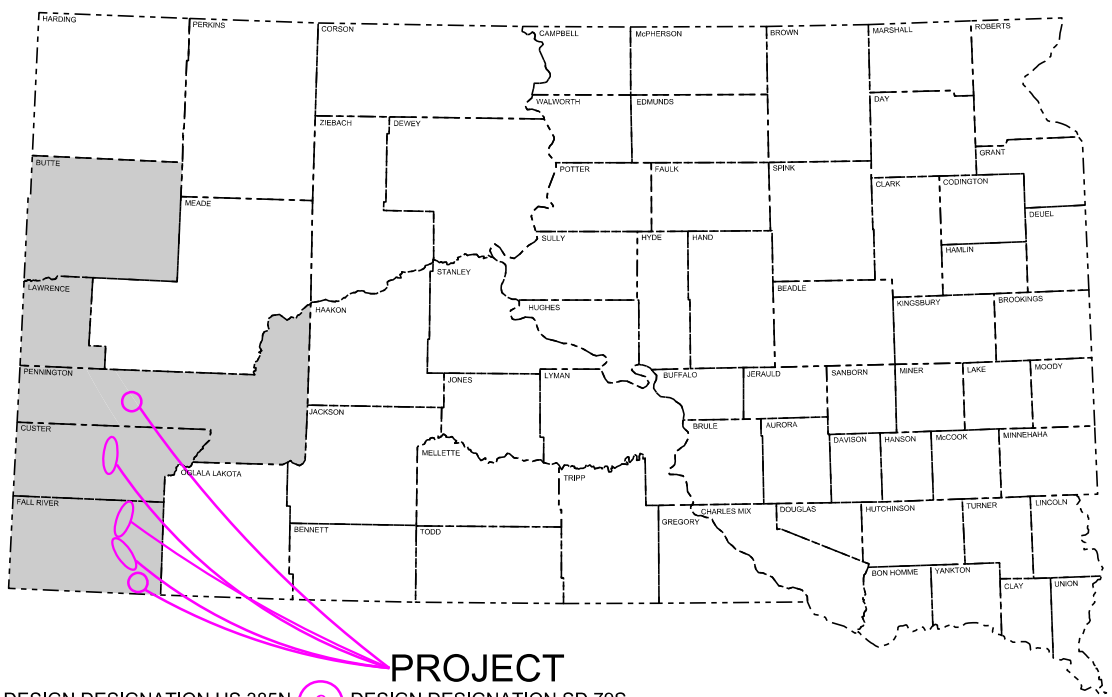 HARDING
PERKINS
CORSON
CAMPBELL
McPHERSON
BROWN
MARSHALL
ROBERTS
WALWORTH
EDMUNDS
DAY
ZIEBACH
DEWEY
GRANT
BUTTE
POTTER
FAULK
SPINK
CLARK
CODINGTON
MEADE
DEUEL
SULLY
HYDE
HAND
HAMLIN
STANLEY
LAWRENCE
BEADLE
KINGSBURY
BROOKINGS
HAAKON
HUGHES
PENNINGTON
JONES
LYMAN
BUFFALO
JERAULD
SANBORN
MINER
LAKE
MOODY
JACKSON
CUSTER
BRULE
AURORA
DAVISON
HANSON
McCOOK
MINNEHAHA
MELLETTE
OGLALA LAKOTA
TRIPP
FALL RIVER
CHARLES MIX
DOUGLAS
HUTCHINSON
TURNER
LINCOLN
GREGORY
BENNETT
TODD
BON HOMME
YANKTON
CLAY
UNION
PROJECT